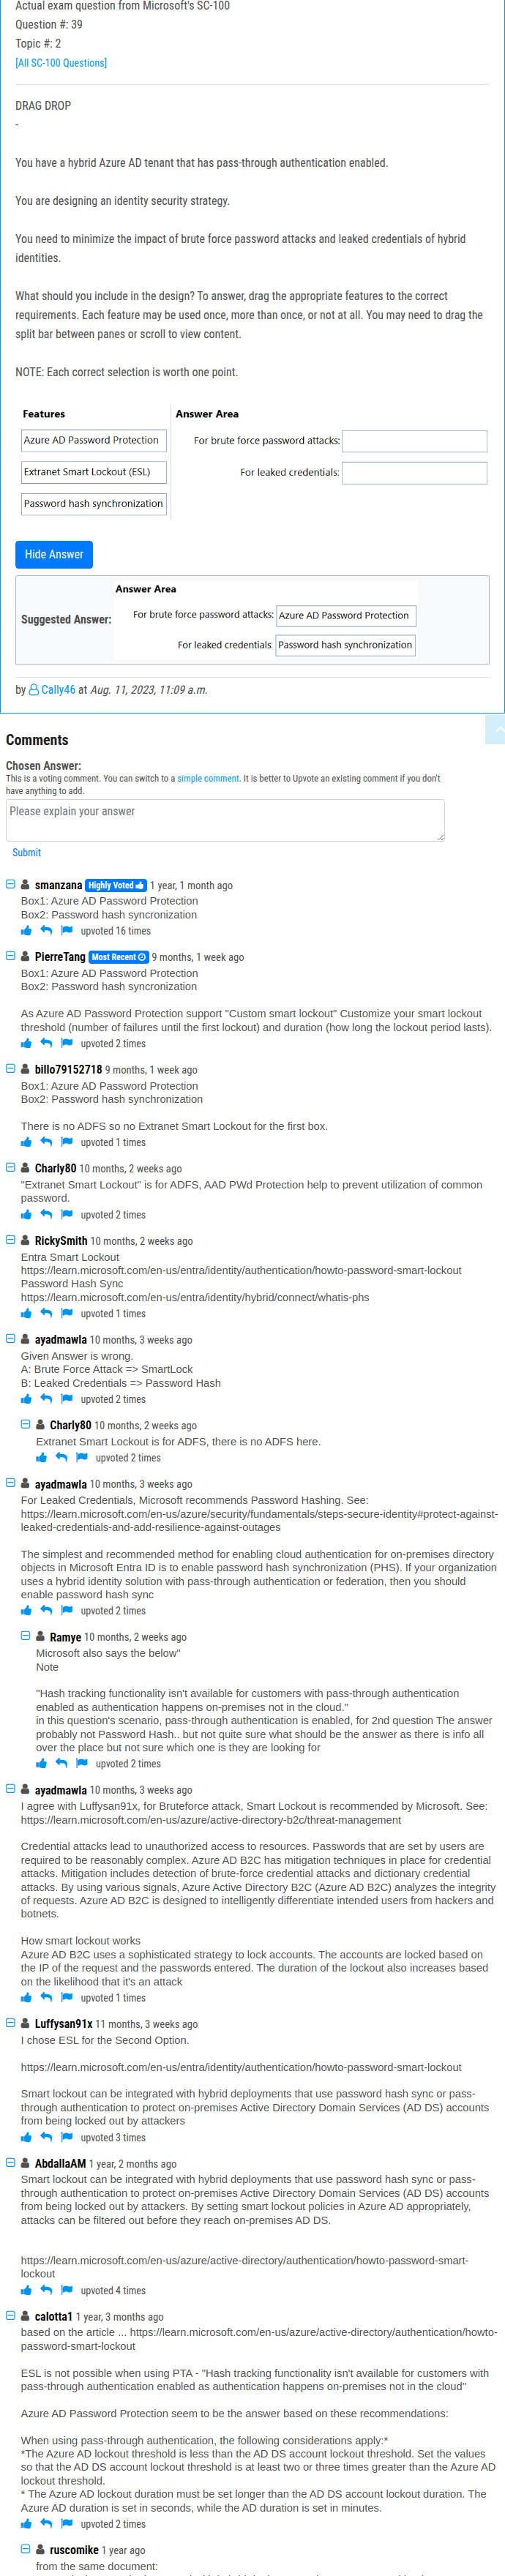 Actual exam question from Microsoft's SC-100
Question #: 39
Topic #: 2
[All SC-100 Questions]
DRAG DROP
-
You have a hybrid Azure AD tenant that has pass-through authentication enabled.
You are designing an identity security strategy.
You need to minimize the impact of brute force password attacks and leaked credentials of hybrid
identities.
What should you include in the design? To answer, drag the appropriate features to the correct
requirements. Each feature may be used once, more than once, or not at all. You may need to drag the
split bar between panes or scroll to view content.
NOTE: Each correct selection is worth one point.
Features
Azure AD Password Protection
Extranet Smart Lockout (ESL)
Password hash synchronization
Answer Area
For brute force password attacks:
For leaked credentials:
Hide Answer
Suggested Answer:
Answer Area
For brute force password attacks: Azure AD Password Protection
For leaked credentials: Password hash synchronization
by Cally46 at Aug. 11, 2023, 11:09 a.m.
Comments
Chosen Answer:
This is a voting comment. You can switch to a simple comment. It is better to Upvote an existing comment if you don't
have anything to add.
Please explain your answer
Submit
smanzana Highly Voted 1 year, 1 month ago
Box1: Azure AD Password Protection
Box2: Password hash syncronization
upvoted 16 times
PierreTang Most Recent 9 months, 1 week ago
Box1: Azure AD Password Protection
Box2: Password hash syncronization
As Azure AD Password Protection support "Custom smart lockout" Customize your smart lockout
threshold (number of failures until the first lockout) and duration (how long the lockout period lasts).
upvoted 2 times
billo79152718 9 months, 1 week ago
Box1: Azure AD Password Protection
Box2: Password hash synchronization
There is no ADFS so no Extranet Smart Lockout for the first box.
upvoted 1 times
Charly80 10 months, 2 weeks ago
"Extranet Smart Lockout" is for ADFS, AAD PWd Protection help to prevent utilization of common
password.
upvoted 2 times
RickySmith 10 months, 2 weeks ago
Entra Smart Lockout
https://learn.microsoft.com/en-us/entra/identity/authentication/howto-password-smart-lockout
Password Hash Sync
https://learn.microsoft.com/en-us/entra/identity/hybrid/connect/whatis-phs
upvoted 1 times
ayadmawla 10 months, 3 weeks ago
Given Answer is wrong.
A: Brute Force Attack => SmartLock
B: Leaked Credentials => Password Hash
upvoted 2 times
Charly80 10 months, 2 weeks ago
Extranet Smart Lockout is for ADFS, there is no ADFS here.
upvoted 2 times
ayadmawla 10 months, 3 weeks ago
For Leaked Credentials, Microsoft recommends Password Hashing. See:
https://learn.microsoft.com/en-us/azure/security/fundamentals/steps-secure-identity#protect-against-
leaked-credentials-and-add-resilience-against-outages
The simplest and recommended method for enabling cloud authentication for on-premises directory
objects in Microsoft Entra ID is to enable password hash synchronization (PHS). If your organization
uses a hybrid identity solution with pass-through authentication or federation, then you should
enable password hash sync
upvoted 2 times
Ramye 10 months, 2 weeks ago
Microsoft also says the below"
Note
"Hash tracking functionality isn't available for customers with pass-through authentication
enabled as authentication happens on-premises not in the cloud."
in this question's scenario, pass-through authentication is enabled, for 2nd question The answer
probably not Password Hash.. but not quite sure what should be the answer as there is info all
over the place but not sure which one is they are looking for
upvoted 2 times
ayadmawla 10 months, 3 weeks ago
I agree with Luffysan91x, for Bruteforce attack, Smart Lockout is recommended by Microsoft. See:
https://learn.microsoft.com/en-us/azure/active-directory-b2c/threat-management
Credential attacks lead to unauthorized access to resources. Passwords that are set by users are
required to be reasonably complex. Azure AD B2C has mitigation techniques in place for credential
attacks. Mitigation includes detection of brute-force credential attacks and dictionary credential
attacks. By using various signals, Azure Active Directory B2C (Azure AD B2C) analyzes the integrity
of requests. Azure AD B2C is designed to intelligently differentiate intended users from hackers and
botnets.
How smart lockout works
Azure AD B2C uses a sophisticated strategy to lock accounts. The accounts are locked based on
the IP of the request and the passwords entered. The duration of the lockout also increases based
on the likelihood that it's an attack
upvoted 1 times
Luffysan91x 11 months, 3 weeks ago
I chose ESL for the Second Option.
https://learn.microsoft.com/en-us/entra/identity/authentication/howto-password-smart-lockout
Smart lockout can be integrated with hybrid deployments that use password hash sync or pass-
through authentication to protect on-premises Active Directory Domain Services (AD DS) accounts
from being locked out by attackers
upvoted 3 times
AbdallaAM 1 year, 2 months ago
Smart lockout can be integrated with hybrid deployments that use password hash sync or pass-
through authentication to protect on-premises Active Directory Domain Services (AD DS) accounts
from being locked out by attackers. By setting smart lockout policies in Azure AD appropriately,
attacks can be filtered out before they reach on-premises AD DS.
https://learn.microsoft.com/en-us/azure/active-directory/authentication/howto-password-smart-
lockout
upvoted 4 times
calotta1 1 year, 3 months ago
based on the article ... https://learn.microsoft.com/en-us/azure/active-directory/authentication/howto-
password-smart-lockout
ESL is not possible when using PTA - "Hash tracking functionality isn't available for customers with
pass-through authentication enabled as authentication happens on-premises not in the cloud"
Azure AD Password Protection seem to be the answer based on these recommendations:
When using pass-through authentication, the following considerations apply:*
*The Azure AD lockout threshold is less than the AD DS account lockout threshold. Set the values
so that the AD DS account lockout threshold is at least two or three times greater than the Azure AD
lockout threshold.
* The Azure AD lockout duration must be set longer than the AD DS account lockout duration. The
Azure AD duration is set in seconds, while the AD duration is set in minutes.
upvoted 2 times
ruscomike 1 year ago
from the same document: